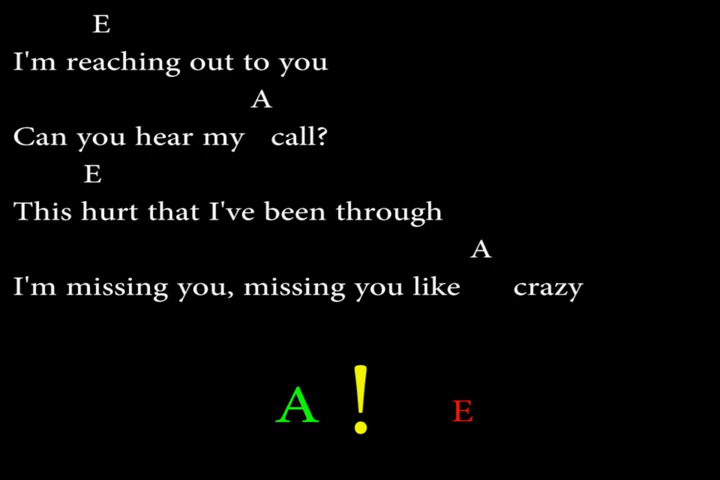 E
I'm reaching out to you
A
Can you hear my call?
E
This hurt that I've been through
A
I'm missing you, missing you like crazy
A ! E